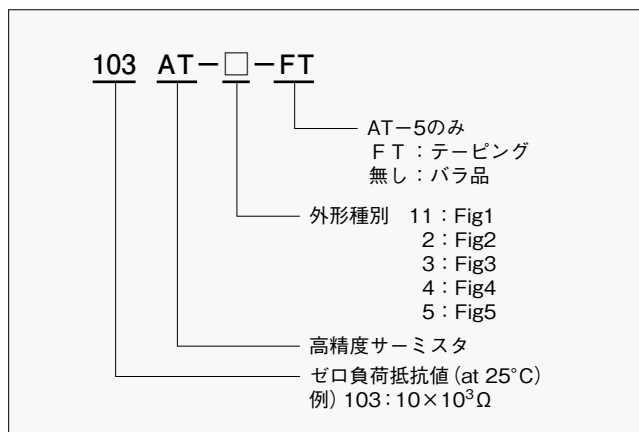 103 AT－□－FT
AT－5のみ
ＦＴ：テーピング
無し：バラ品
外形種別 11：Fig1
2：Fig2
3：Fig3
4：Fig4
5：Fig5
高精度サーミスタ
ゼロ負荷抵抗値（at 25°C）
例）103：10×10³Ω